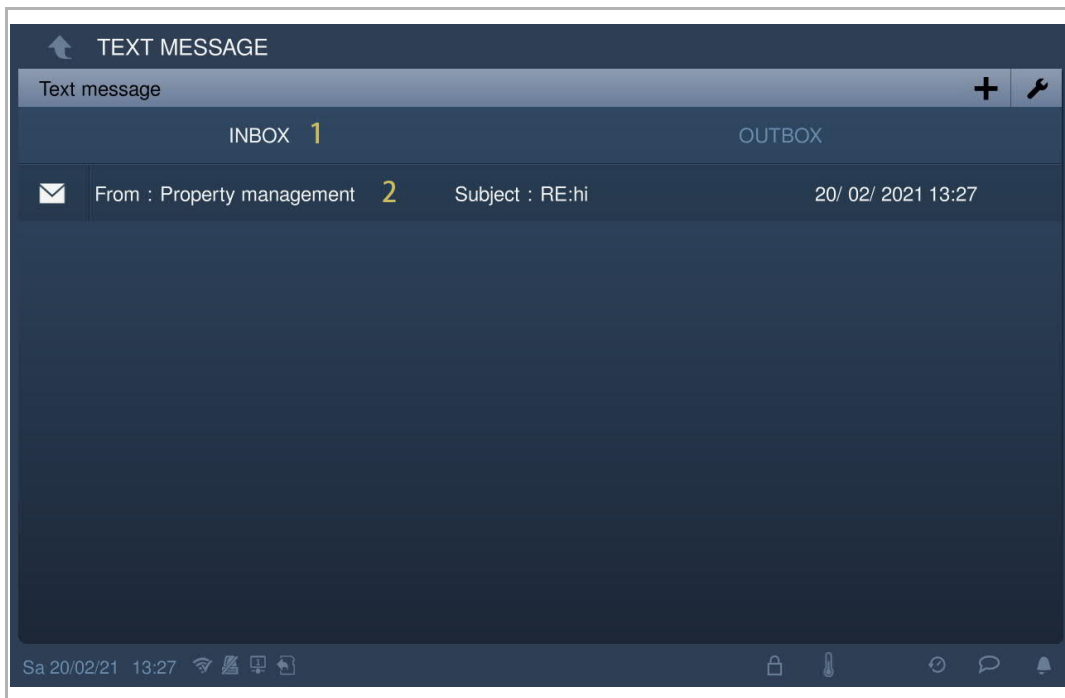 TEXT MESSAGE
Text message
INBOX 1 OUTBOX
From : Property management 2 Subject : RE:hi 20/ 02/ 2021 13:27
Sa 20/02/21 13:27